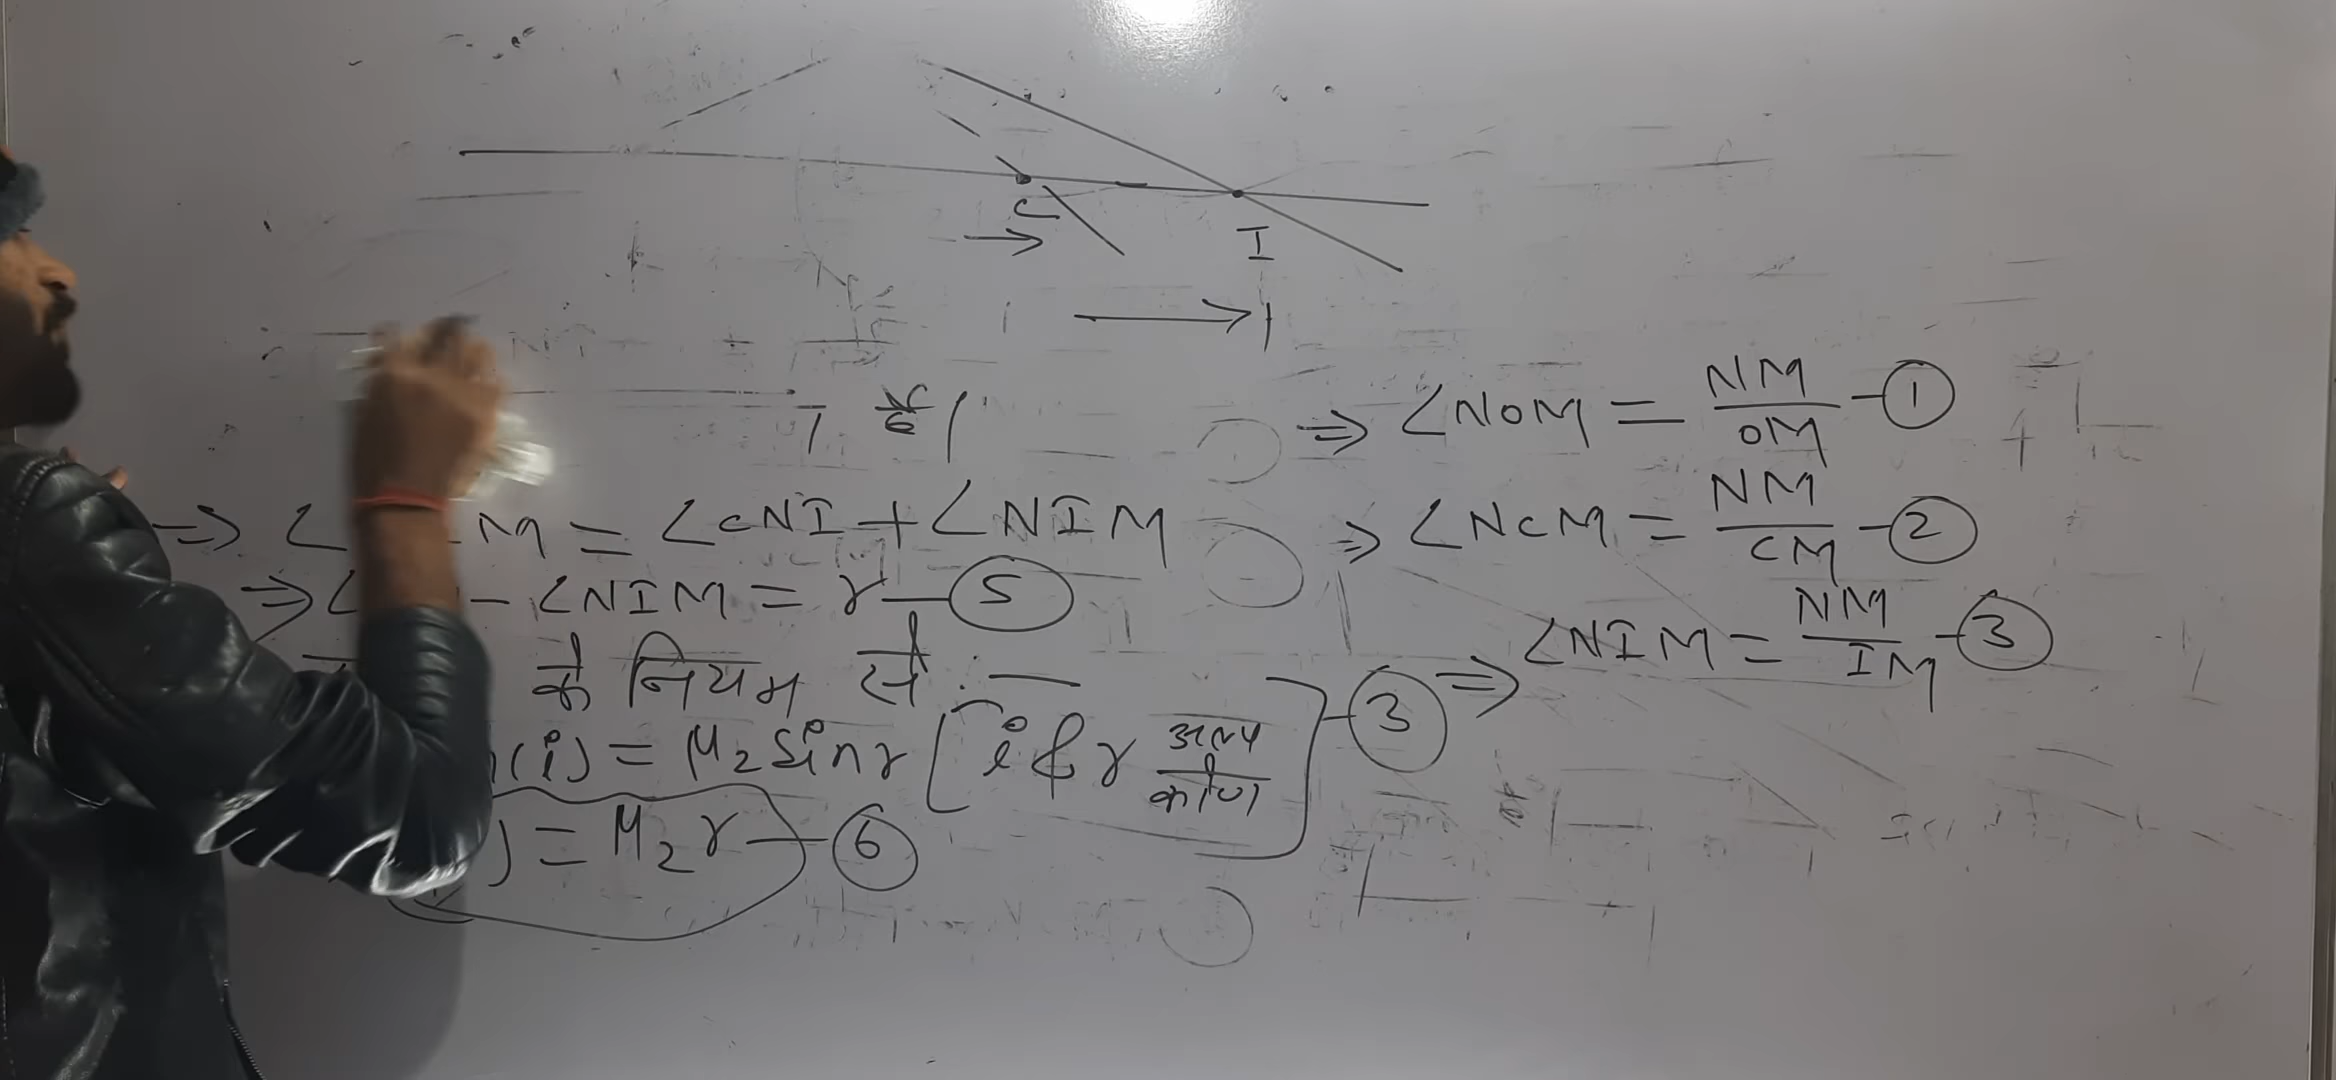 C
I
⇒ ∠NOM = NM/OM —①
⇒ ∠NCM = NM/CM —②
⇒ ∠NIM = NM/IM —③
⇒ ∠ M = ∠CNI + ∠NIM
⇒ ∠ – ∠NIM = r —⑤
के नियम से :—
(i) = μ₂ sin r [ i & r अल्प कोण ] —③
) = μ₂ r —⑥